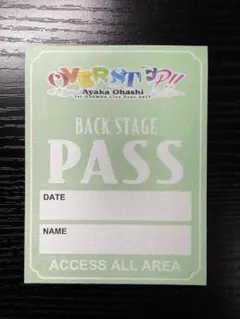 OVERSTEP!!
Ayaka Ohashi
1st ONEMAN Live Tour 2017
BACK STAGE
PASS
DATE
NAME
ACCESS ALL AREA